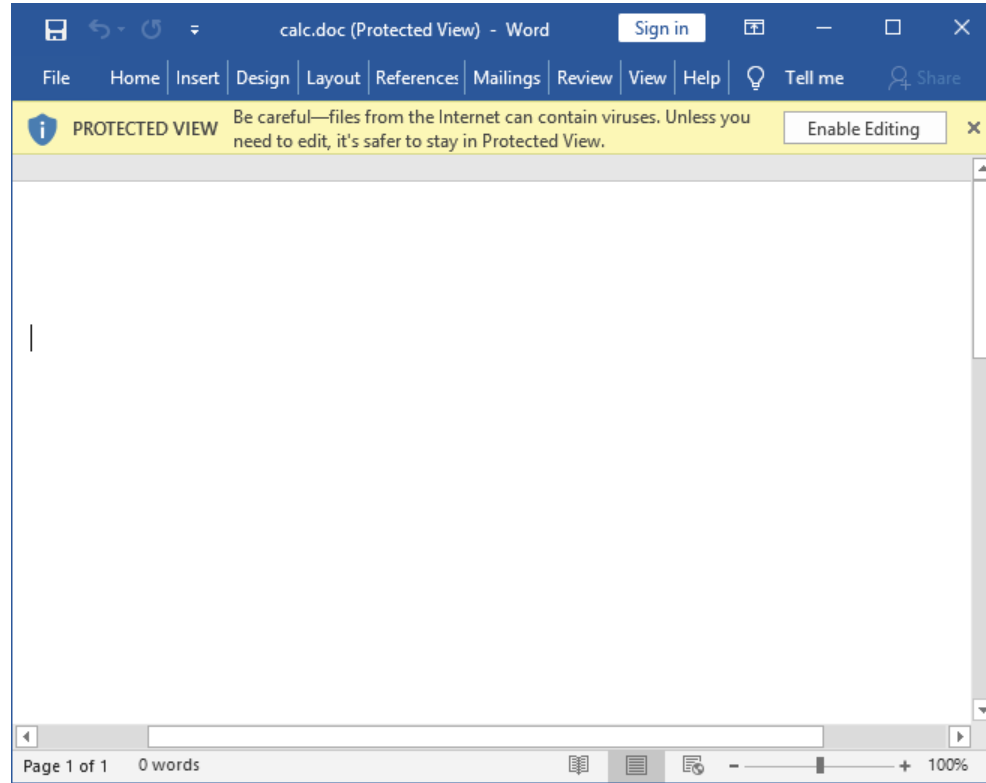 calc.doc (Protected View) - Word
Sign in
File Home Insert Design Layout References Mailings Review View Help Tell me Share
PROTECTED VIEW
Be careful—files from the Internet can contain viruses. Unless you
need to edit, it's safer to stay in Protected View.
Enable Editing
Page 1 of 1 0 words 100%